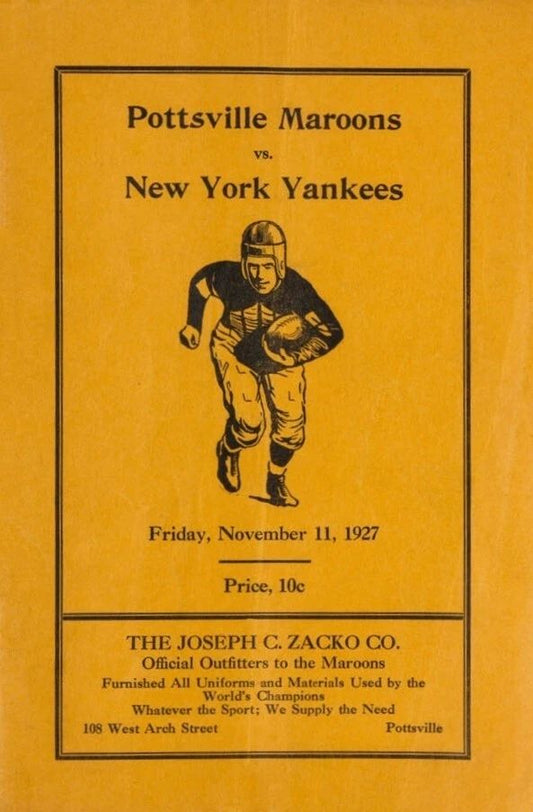 Pottsville Maroons
vs.
New York Yankees
Friday, November 11, 1927
Price, 10c
THE JOSEPH C. ZACKO CO.
Official Outfitters to the Maroons
Furnished All Uniforms and Materials Used by the
World's Champions
Whatever the Sport; We Supply the Need
108 West Arch Street Pottsville